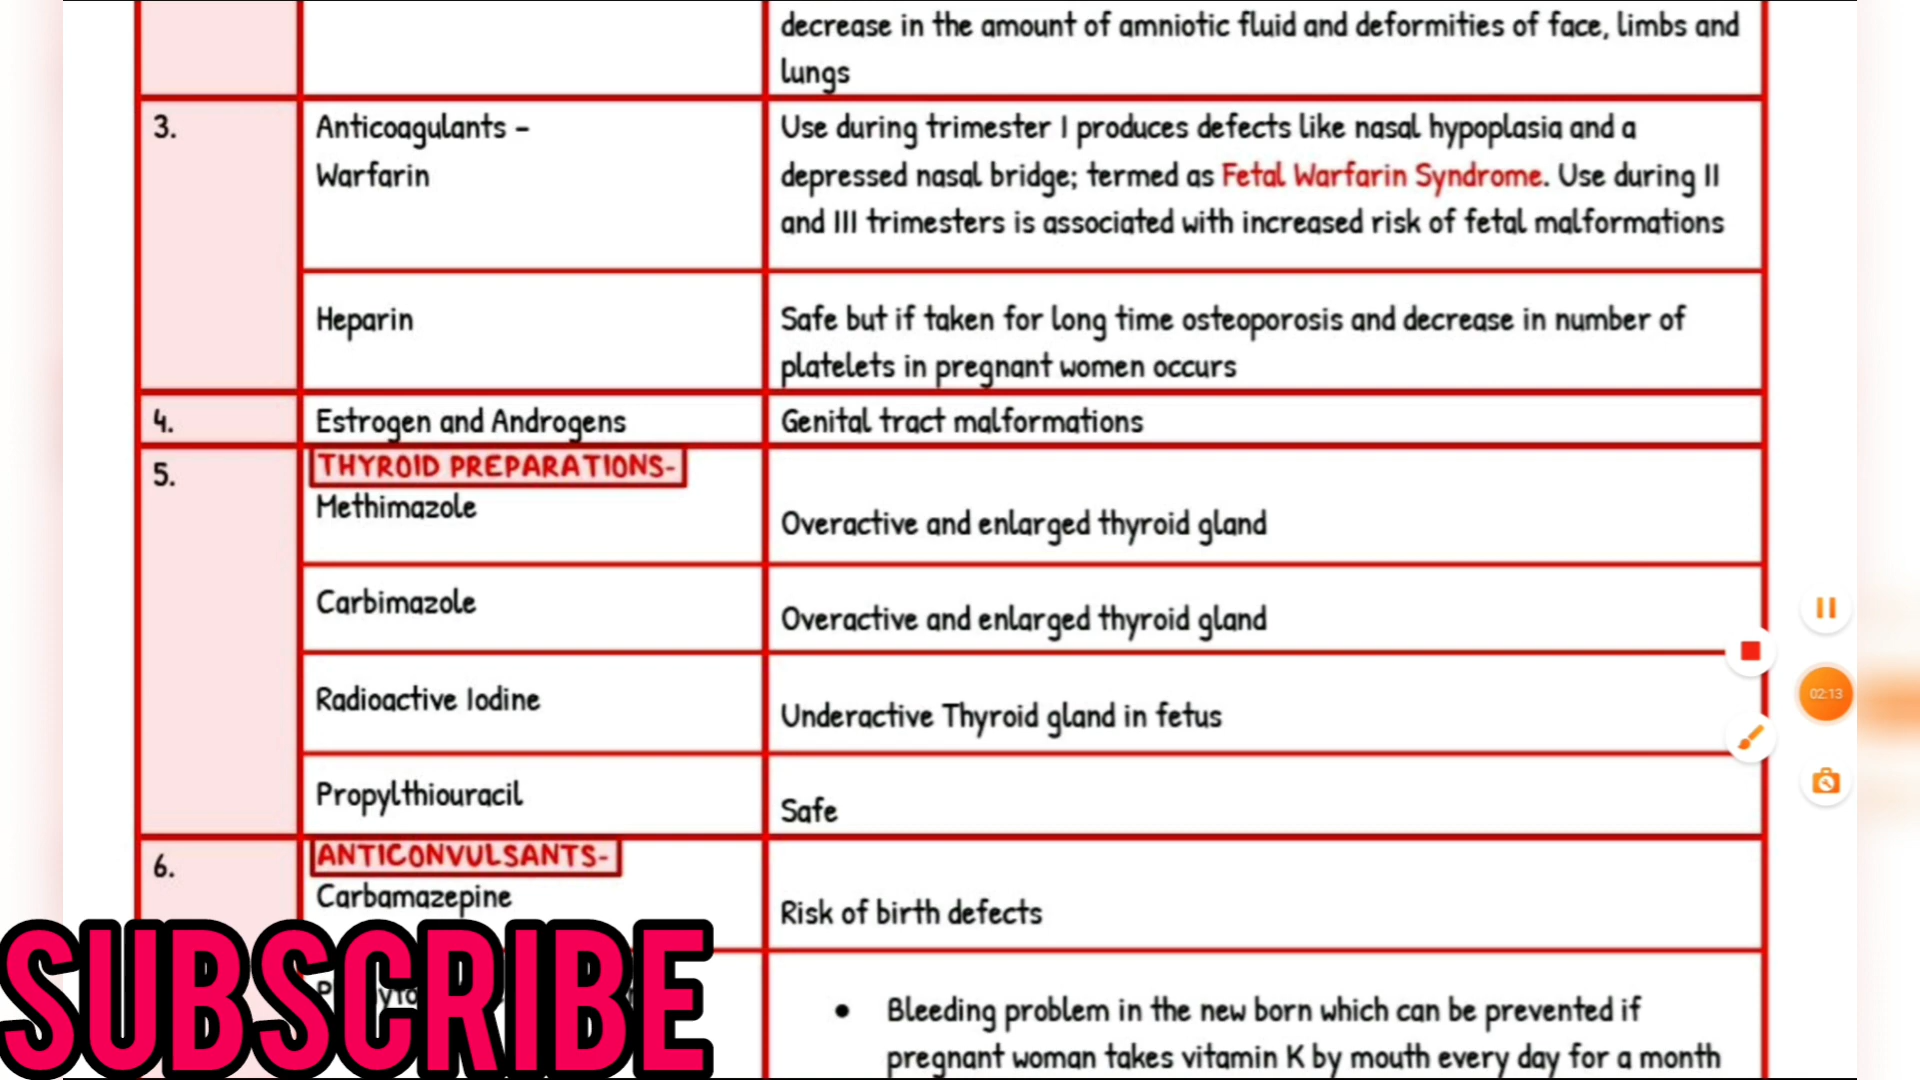 decrease in the amount of amniotic fluid and deformities of face, limbs and
lungs
3.
Anticoagulants –
Warfarin
Use during trimester I produces defects like nasal hypoplasia and a
depressed nasal bridge; termed as Fetal Warfarin Syndrome. Use during II
and III trimesters is associated with increased risk of fetal malformations
Heparin
Safe but if taken for long time osteoporosis and decrease in number of
platelets in pregnant women occurs
4.
Estrogen and Androgens
Genital tract malformations
5.
THYROID PREPARATIONS-
Methimazole
Overactive and enlarged thyroid gland
Carbimazole
Overactive and enlarged thyroid gland
Radioactive Iodine
Underactive Thyroid gland in fetus
Propylthiouracil
Safe
6.
ANTICONVULSANTS-
Carbamazepine
Risk of birth defects
• Bleeding problem in the new born which can be prevented if
pregnant woman takes vitamin K by mouth every day for a month
SUBSCRIBE
02:13